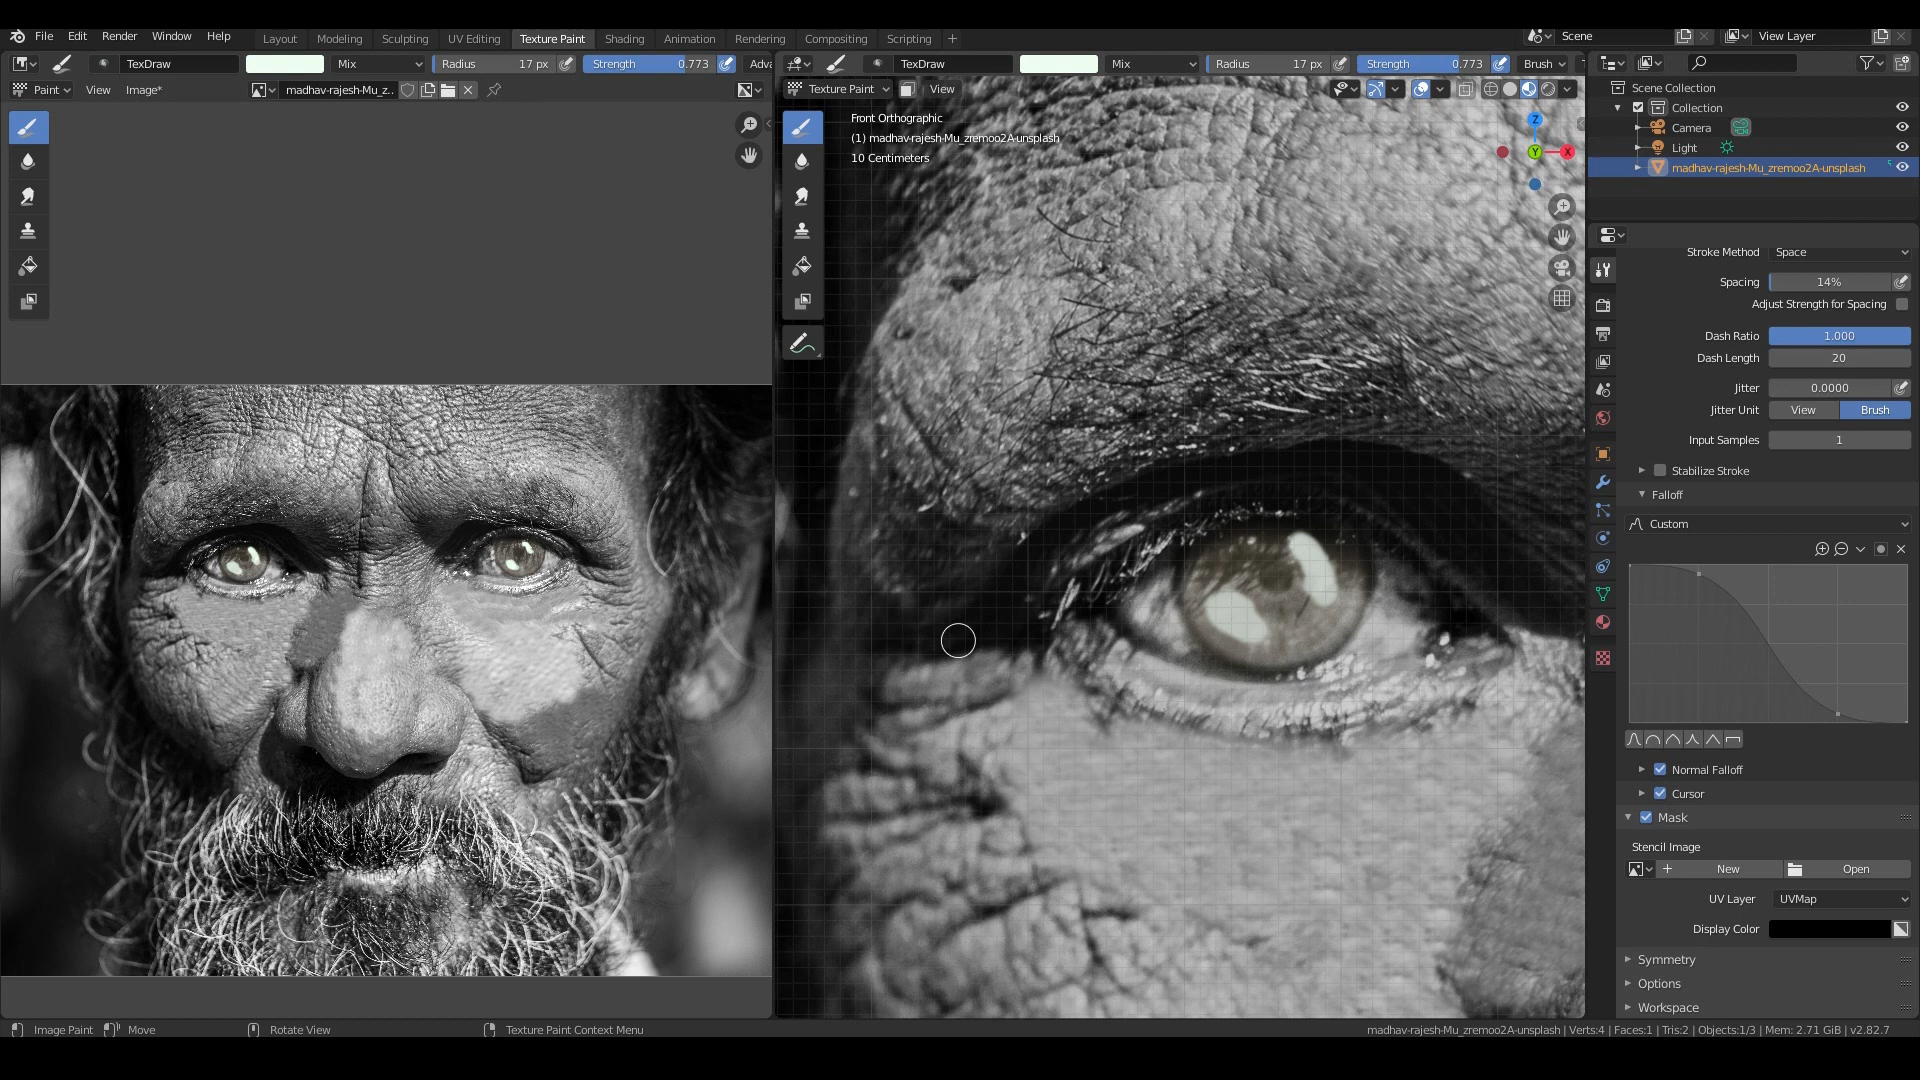 File Edit Render Window Help
Layout Modeling Sculpting UV Editing Texture Paint Shading Animation Rendering Compositing Scripting +
Scene
View Layer
TexDraw Mix Radius 17 px Strength 0.773 Adva
Paint View Image* madhav-rajesh-Mu_z..
TexDraw Mix Radius 17 px Strength 0.773 Brush
Texture Paint View
Front Orthographic
(1) madhav-rajesh-Mu_zremoo2A-unsplash
10 Centimeters
Z
Y
X
Scene Collection
Collection
Camera
Light
madhav-rajesh-Mu_zremoo2A-unsplash
Stroke Method Space
Spacing 14%
Adjust Strength for Spacing
Dash Ratio 1.000
Dash Length 20
Jitter 0.0000
Jitter Unit View Brush
Input Samples 1
Stabilize Stroke
Falloff
Custom
Normal Falloff
Cursor
Mask
Stencil Image
New Open
UV Layer UVMap
Display Color
Symmetry
Options
Workspace
Image Paint Move Rotate View Texture Paint Context Menu
madhav-rajesh-Mu_zremoo2A-unsplash | Verts:4 | Faces:1 | Tris:2 | Objects:1/3 | Mem: 2.71 GiB | v2.82.7